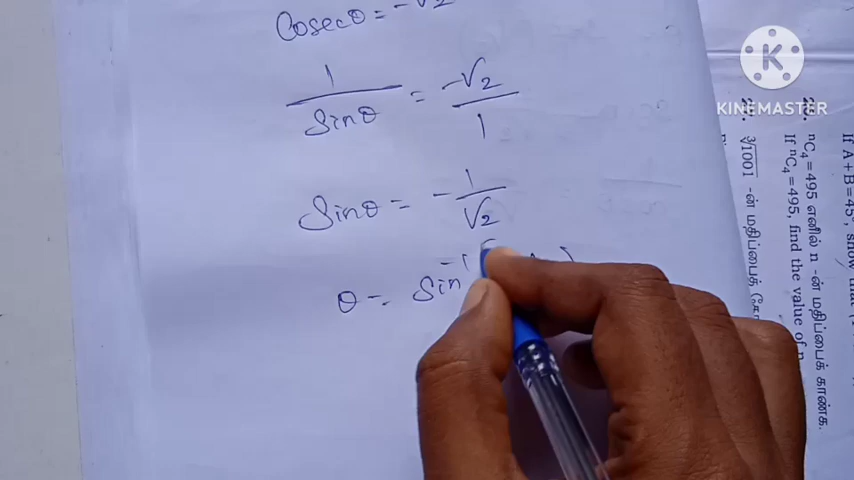 Cosecθ = -√2
1/Sinθ = -√2/1
Sinθ = - 1/√2
θ = Sin⁻¹
KINEMASTER
If A+B=45°, show that
ⁿC₄=495 எனில் n -ன் மதிப்பைக் காண்க.
If ⁿC₄=495, find the value of n.
∛1001 -ன் மதிப்பைக்